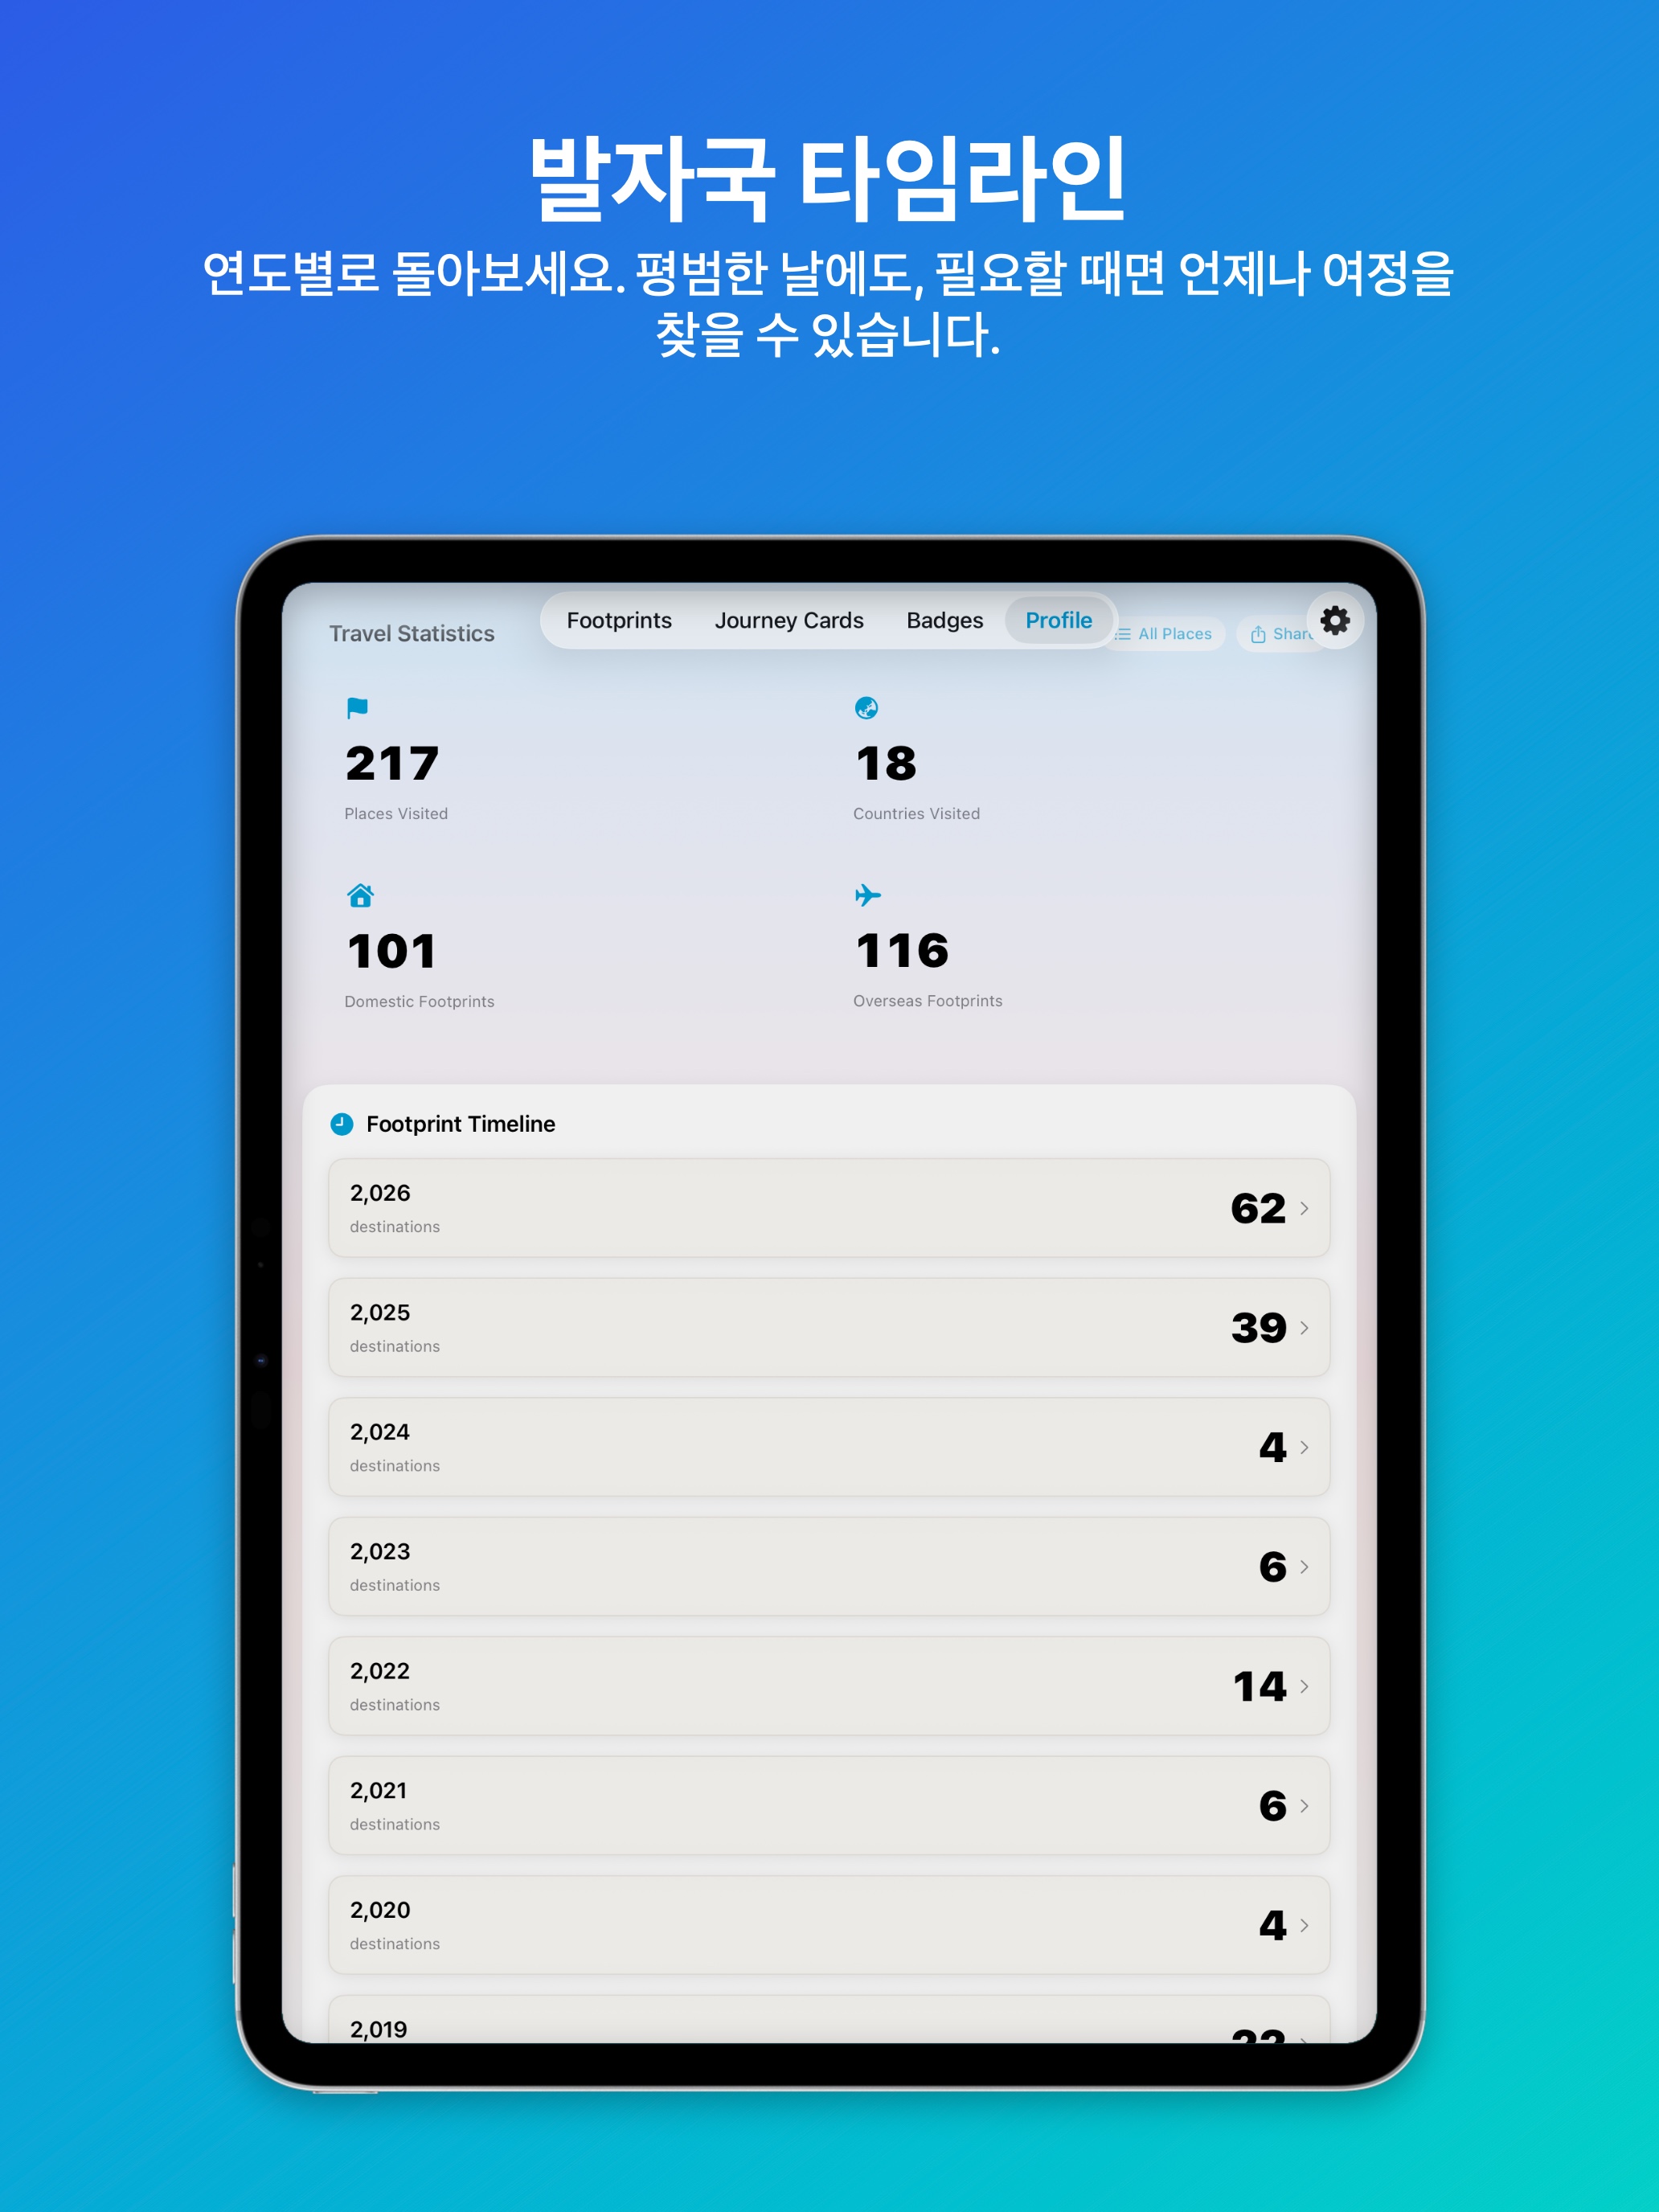 발자국 타임라인
연도별로 돌아보세요. 평범한 날에도, 필요할 때면 언제나 여정을
찾을 수 있습니다.
Travel Statistics
Footprints
Journey Cards
Badges
Profile
All Places
Share
217
18
Places Visited
Countries Visited
101
116
Domestic Footprints
Overseas Footprints
Footprint Timeline
2,026
destinations
62
2,025
destinations
39
2,024
destinations
4
2,023
destinations
6
2,022
destinations
14
2,021
destinations
6
2,020
destinations
4
2,019